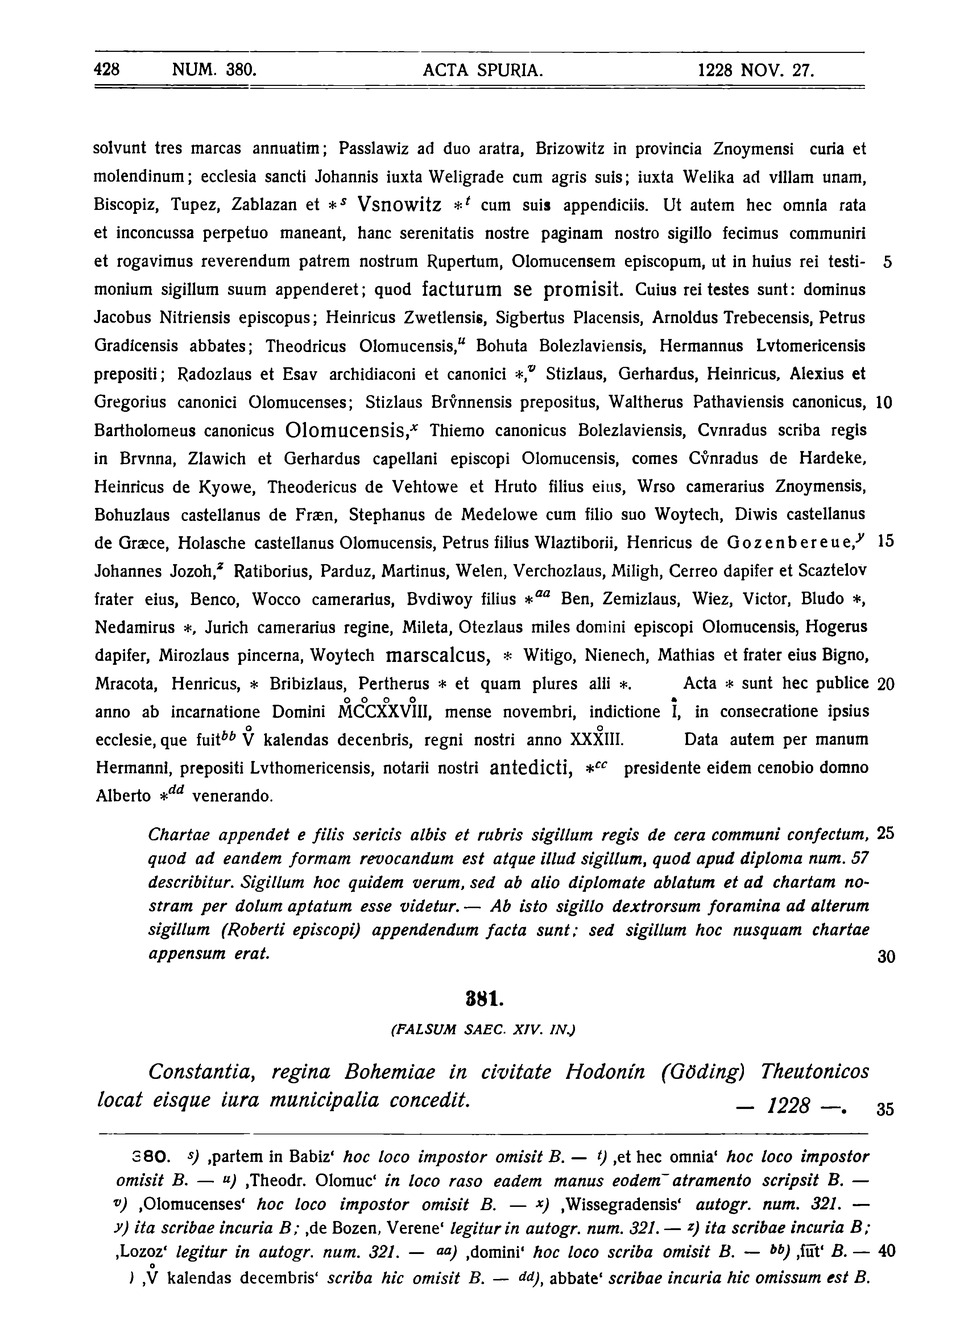 428 NUM. 380. ACTA SPURIA. 1228 NOV. 27.
solvunt tres marcas annuatim; Passlawiz ad duo aratra, Brizowitz in provincia Znoymensi curia et
molendinum; ecclesia sancti Johannis iuxta Weligrade cum agris suis; iuxta Welika ad villam unam,
Biscopiz, Tupez, Zablazan et *ˢ Vsnowitz *ᵗ cum suis appendiciis. Ut autem hec omnia rata
et inconcussa perpetuo maneant, hanc serenitatis nostre paginam nostro sigillo fecimus communiri
et rogavimus reverendum patrem nostrum Rupertum, Olomucensem episcopum, ut in huius rei testi- 5
monium sigillum suum appenderet; quod facturum se promisit. Cuius rei testes sunt: dominus
Jacobus Nitriensis episcopus; Heinricus Zwetlensis, Sigbertus Placensis, Arnoldus Trebecensis, Petrus
Gradicensis abbates; Theodricus Olomucensis,ᵘ Bohuta Bolezlaviensis, Hermannus Lvtomericensis
prepositi; Radozlaus et Esav archidiaconi et canonici *,ᵛ Stizlaus, Gerhardus, Heinricus, Alexius et
Gregorius canonici Olomucenses; Stizlaus Brv̊nnensis prepositus, Waltherus Pathaviensis canonicus, 10
Bartholomeus canonicus Olomucensis,ˣ Thiemo canonicus Bolezlaviensis, Cvnradus scriba regis
in Brvnna, Zlawich et Gerhardus capellani episcopi Olomucensis, comes Cv̊nradus de Hardeke,
Heinricus de Kyowe, Theodericus de Vehtowe et Hruto filius eius, Wrso camerarius Znoymensis,
Bohuzlaus castellanus de Fræn, Stephanus de Medelowe cum filio suo Woytech, Diwis castellanus
de Græce, Holasche castellanus Olomucensis, Petrus filius Wlaztiborii, Henricus de Gozenbereue,ʸ 15
Johannes Jozoh,ᶻ Ratiborius, Parduz, Martinus, Welen, Verchozlaus, Miligh, Cerreo dapifer et Scaztelov
frater eius, Benco, Wocco camerarius, Bvdiwoy filius *ᵃᵃ Ben, Zemizlaus, Wiez, Victor, Bludo *,
Nedamirus *, Jurich camerarius regine, Mileta, Otezlaus miles domini episcopi Olomucensis, Hogerus
dapifer, Mirozlaus pincerna, Woytech marscalcus, * Witigo, Nienech, Mathias et frater eius Bigno,
Mracota, Henricus, * Bribizlaus, Pertherus * et quam plures alii *. Acta * sunt hec publice 20
anno ab incarnatione Domini M̊C̊CXX̊VIII̊, mense novembri, indictione I, in consecratione ipsius
ecclesie, que fuitᵇᵇ V̊ kalendas decenbris, regni nostri anno XXX̊III. Data autem per manum
Hermanni, prepositi Lvthomericensis, notarii nostri antedicti, *ᶜᶜ presidente eidem cenobio domno
Alberto *ᵈᵈ venerando.
Chartae appendet e filis sericis albis et rubris sigillum regis de cera communi confectum, 25
quod ad eandem formam revocandum est atque illud sigillum, quod apud diploma num. 57
describitur. Sigillum hoc quidem verum, sed ab alio diplomate ablatum et ad chartam no-
stram per dolum aptatum esse videtur. — Ab isto sigillo dextrorsum foramina ad alterum
sigillum (Roberti episcopi) appendendum facta sunt; sed sigillum hoc nusquam chartae
appensum erat. 30
381.
(FALSUM SAEC. XIV. IN.)
Constantia, regina Bohemiae in civitate Hodonín (Göding) Theutonicos
locat eisque iura municipalia concedit. — 1228 —. 35
380. s) ‚partem in Babiz‘ hoc loco impostor omisit B. — t) ‚et hec omnia‘ hoc loco impostor
omisit B. — u) ‚Theodr. Olomuc‘ in loco raso eadem manus eodem atramento scripsit B. —
v) ‚Olomucenses‘ hoc loco impostor omisit B. — x) ‚Wissegradensis‘ autogr. num. 321. —
y) ita scribae incuria B; ‚de Bozen, Verene‘ legitur in autogr. num. 321. — z) ita scribae incuria B;
‚Lozoz‘ legitur in autogr. num. 321. — aa) ‚domini‘ hoc loco scriba omisit B. — bb) ‚fūt‘ B. — 40
) ‚V̊ kalendas decembris‘ scriba hic omisit B. — dd), abbate‘ scribae incuria hic omissum est B.